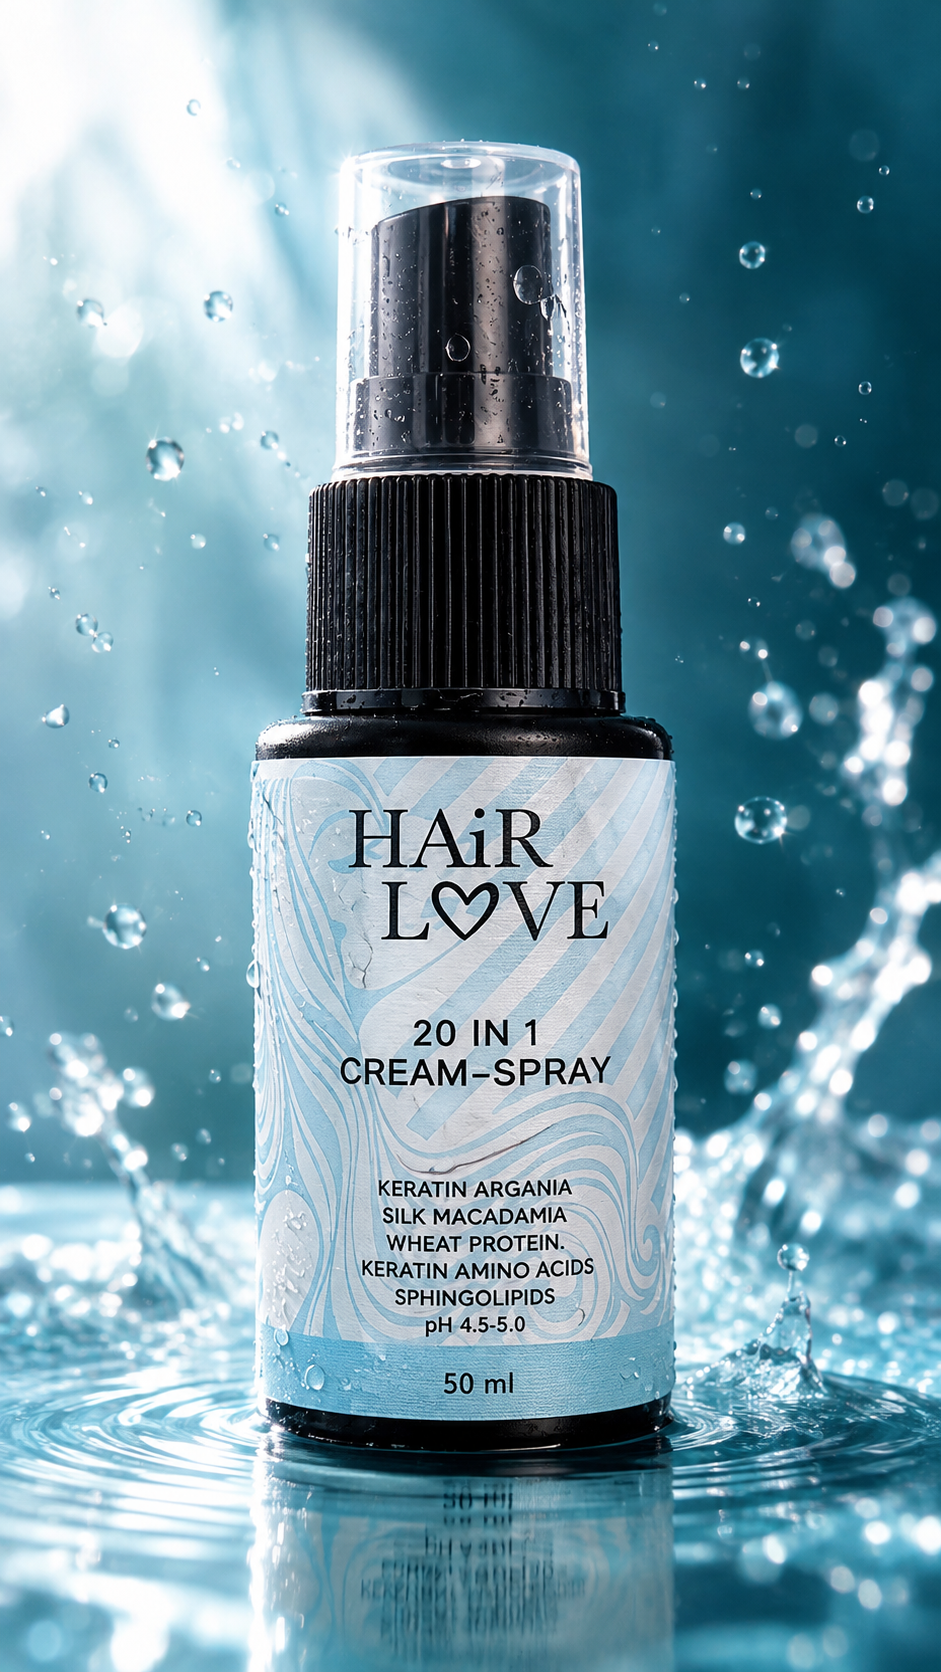 HAiR
L♡VE
20 IN 1
CREAM-SPRAY
KERATIN ARGANIA
SILK MACADAMIA
WHEAT PROTEIN.
KERATIN AMINO ACIDS
SPHINGOLIPIDS
pH 4.5-5.0
50 ml